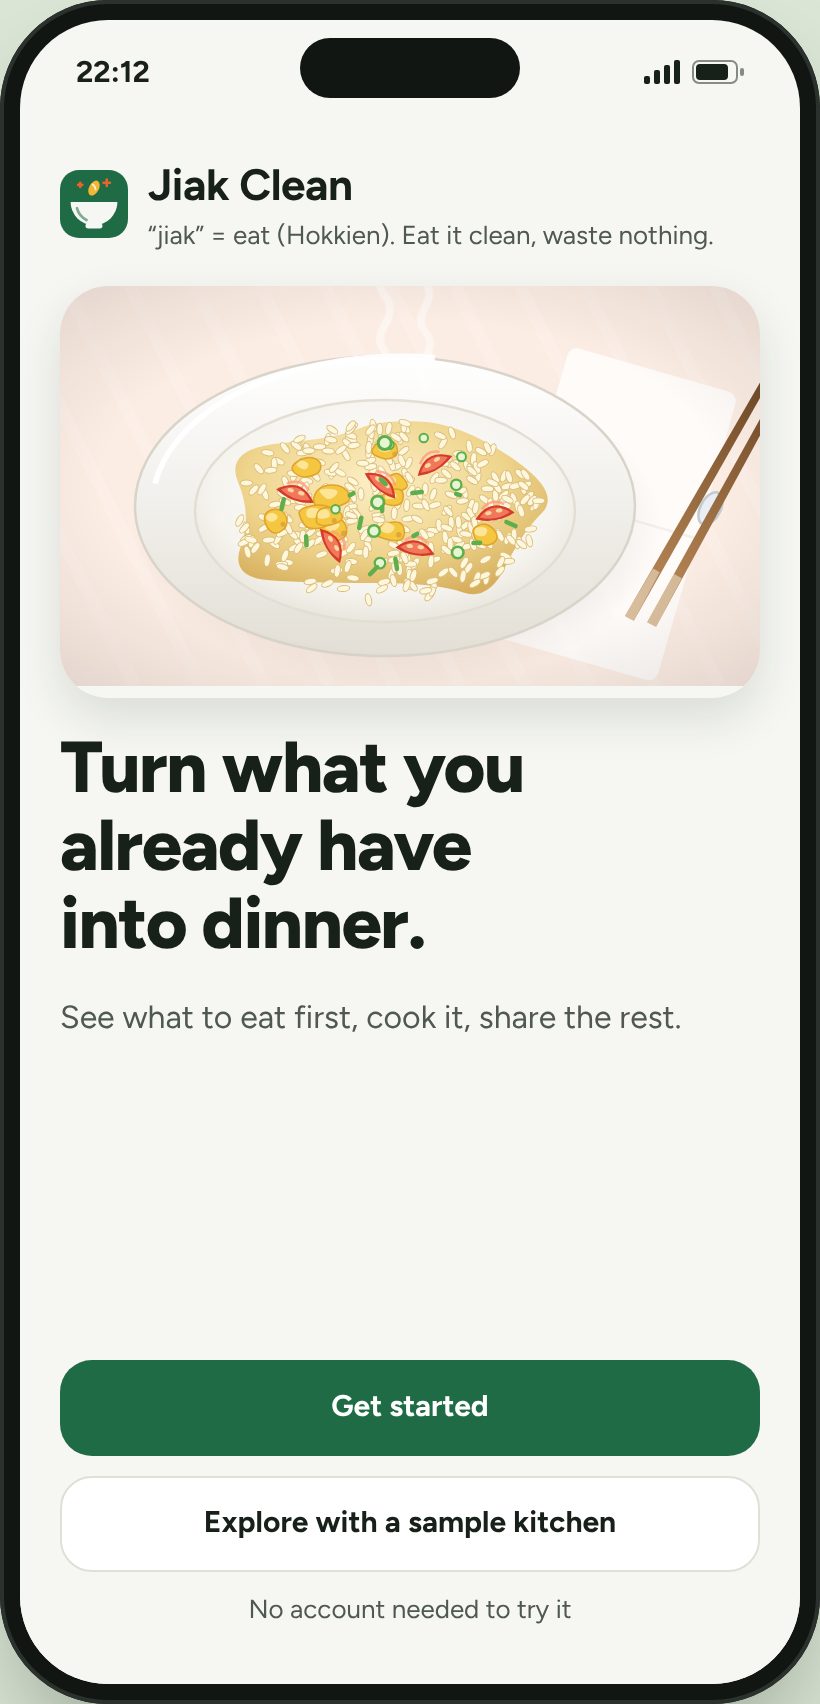 22:12
Jiak Clean
“jiak” = eat (Hokkien). Eat it clean, waste nothing.
Turn what you
already have
into dinner.
See what to eat first, cook it, share the rest.
Get started
Explore with a sample kitchen
No account needed to try it